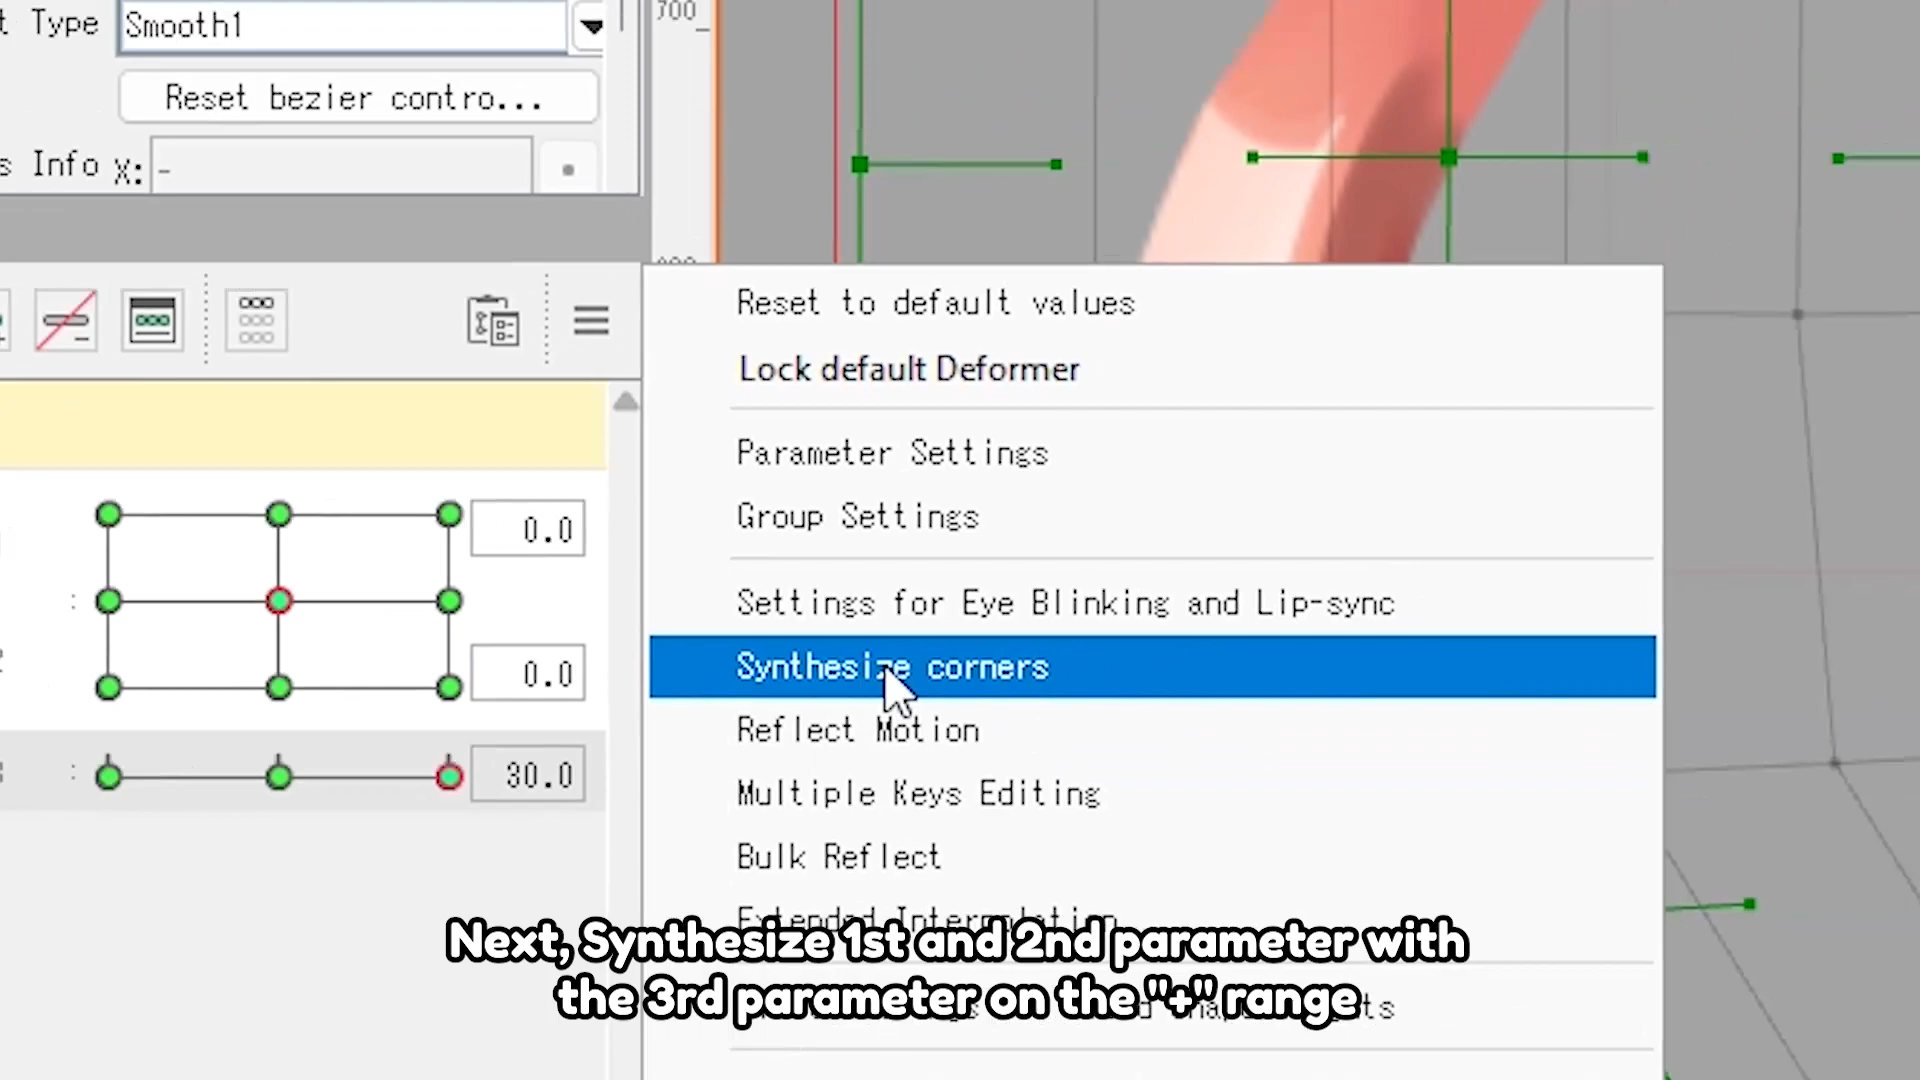 t Type Smooth1
700
Reset bezier contro...
s Info X: -
Reset to default values
Lock default Deformer
Parameter Settings
Group Settings
0.0
:
Settings for Eye Blinking and Lip-sync
0.0
Synthesize corners
Reflect Motion
: 30.0
Multiple Keys Editing
Bulk Reflect
Extended Interpolation
Next, Synthesize 1st and 2nd parameter with
the 3rd parameter on the "+" range